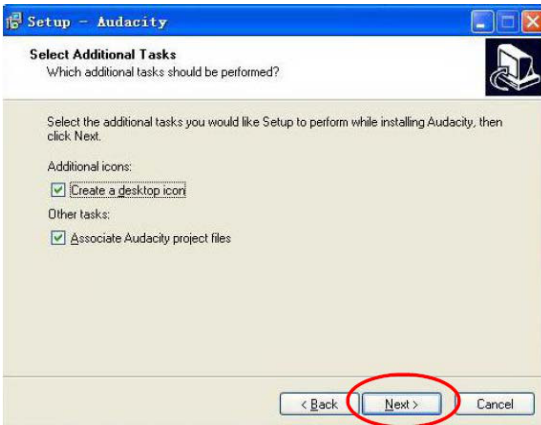 Setup - Audacity
Select Additional Tasks
Which additional tasks should be performed?
Select the additional tasks you would like Setup to perform while installing Audacity, then
click Next.
Additional icons:
Create a desktop icon
Other tasks:
Associate Audacity project files
< Back Next > Cancel